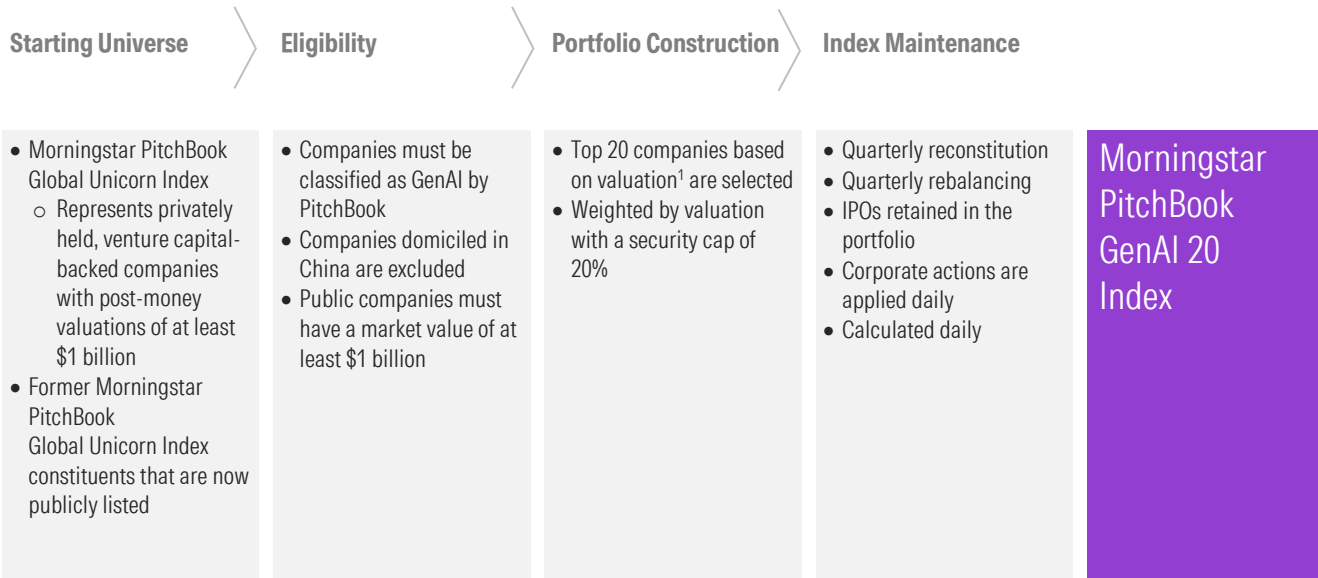 Starting Universe
Eligibility
Portfolio Construction
Index Maintenance
• Morningstar PitchBook
Global Unicorn Index
o Represents privately
held, venture capital-
backed companies
with post-money
valuations of at least
$1 billion
• Former Morningstar
PitchBook
Global Unicorn Index
constituents that are now
publicly listed
• Companies must be
classified as GenAI by
PitchBook
• Companies domiciled in
China are excluded
• Public companies must
have a market value of at
least $1 billion
• Top 20 companies based
on valuation¹ are selected
• Weighted by valuation
with a security cap of
20%
• Quarterly reconstitution
• Quarterly rebalancing
• IPOs retained in the
portfolio
• Corporate actions are
applied daily
• Calculated daily
Morningstar
PitchBook
GenAI 20
Index